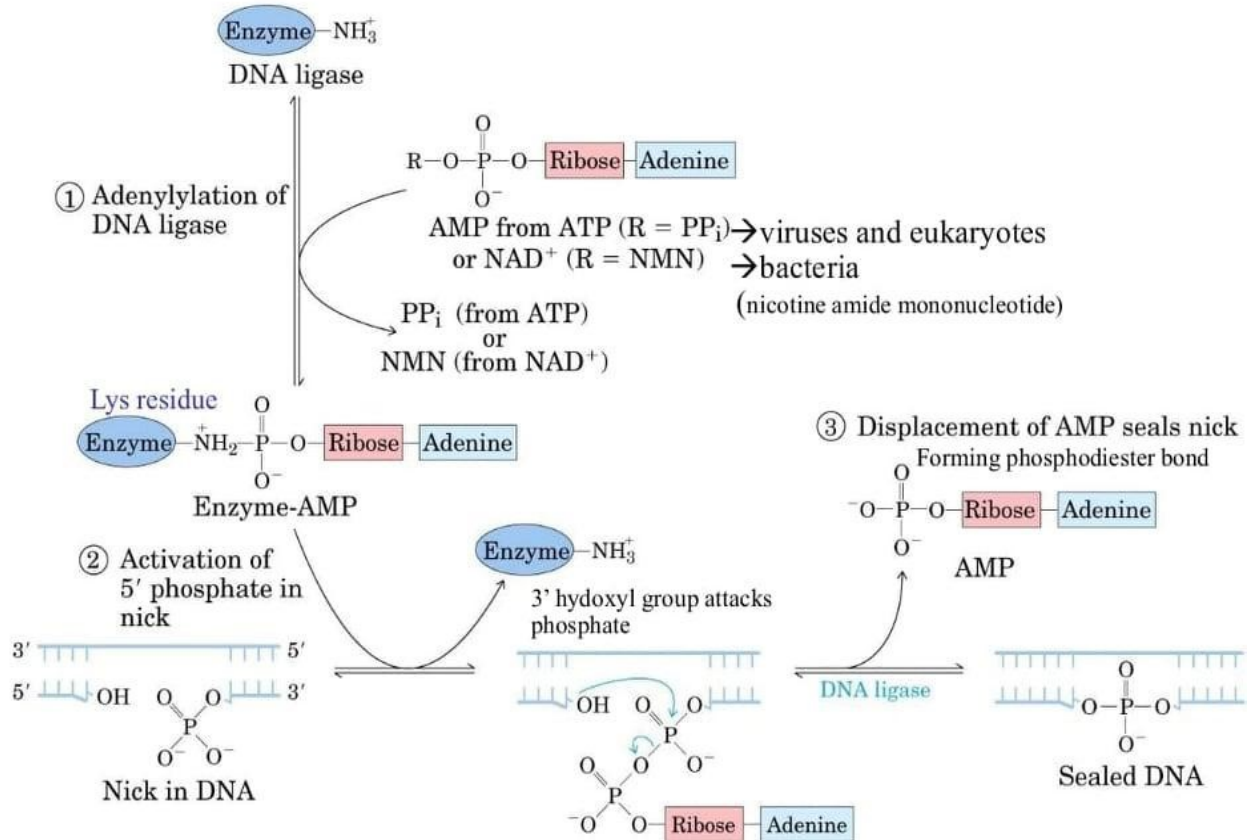 Enzyme–NH₃⁺
DNA ligase
① Adenylylation of
DNA ligase
O
R–O–P–O–Ribose–Adenine
O⁻
AMP from ATP (R = PPᵢ)→viruses and eukaryotes
or NAD⁺ (R = NMN) →bacteria
(nicotine amide mononucleotide)
PPᵢ (from ATP)
or
NMN (from NAD⁺)
Lys residue
O
Enzyme–N⁺H₂–P–O–Ribose–Adenine
O⁻
Enzyme-AMP
② Activation of
5′ phosphate in
nick
Enzyme–NH₃⁺
3’ hydoxyl group attacks
phosphate
③ Displacement of AMP seals nick
Forming phosphodiester bond
O
⁻O–P–O–Ribose–Adenine
O⁻
AMP
3′ 5′
5′ OH O O 3′
P
O⁻ O⁻
Nick in DNA
OH O O
P
O O⁻
O
P
⁻O O–Ribose–Adenine
DNA ligase
O
O–P–O
O⁻
Sealed DNA